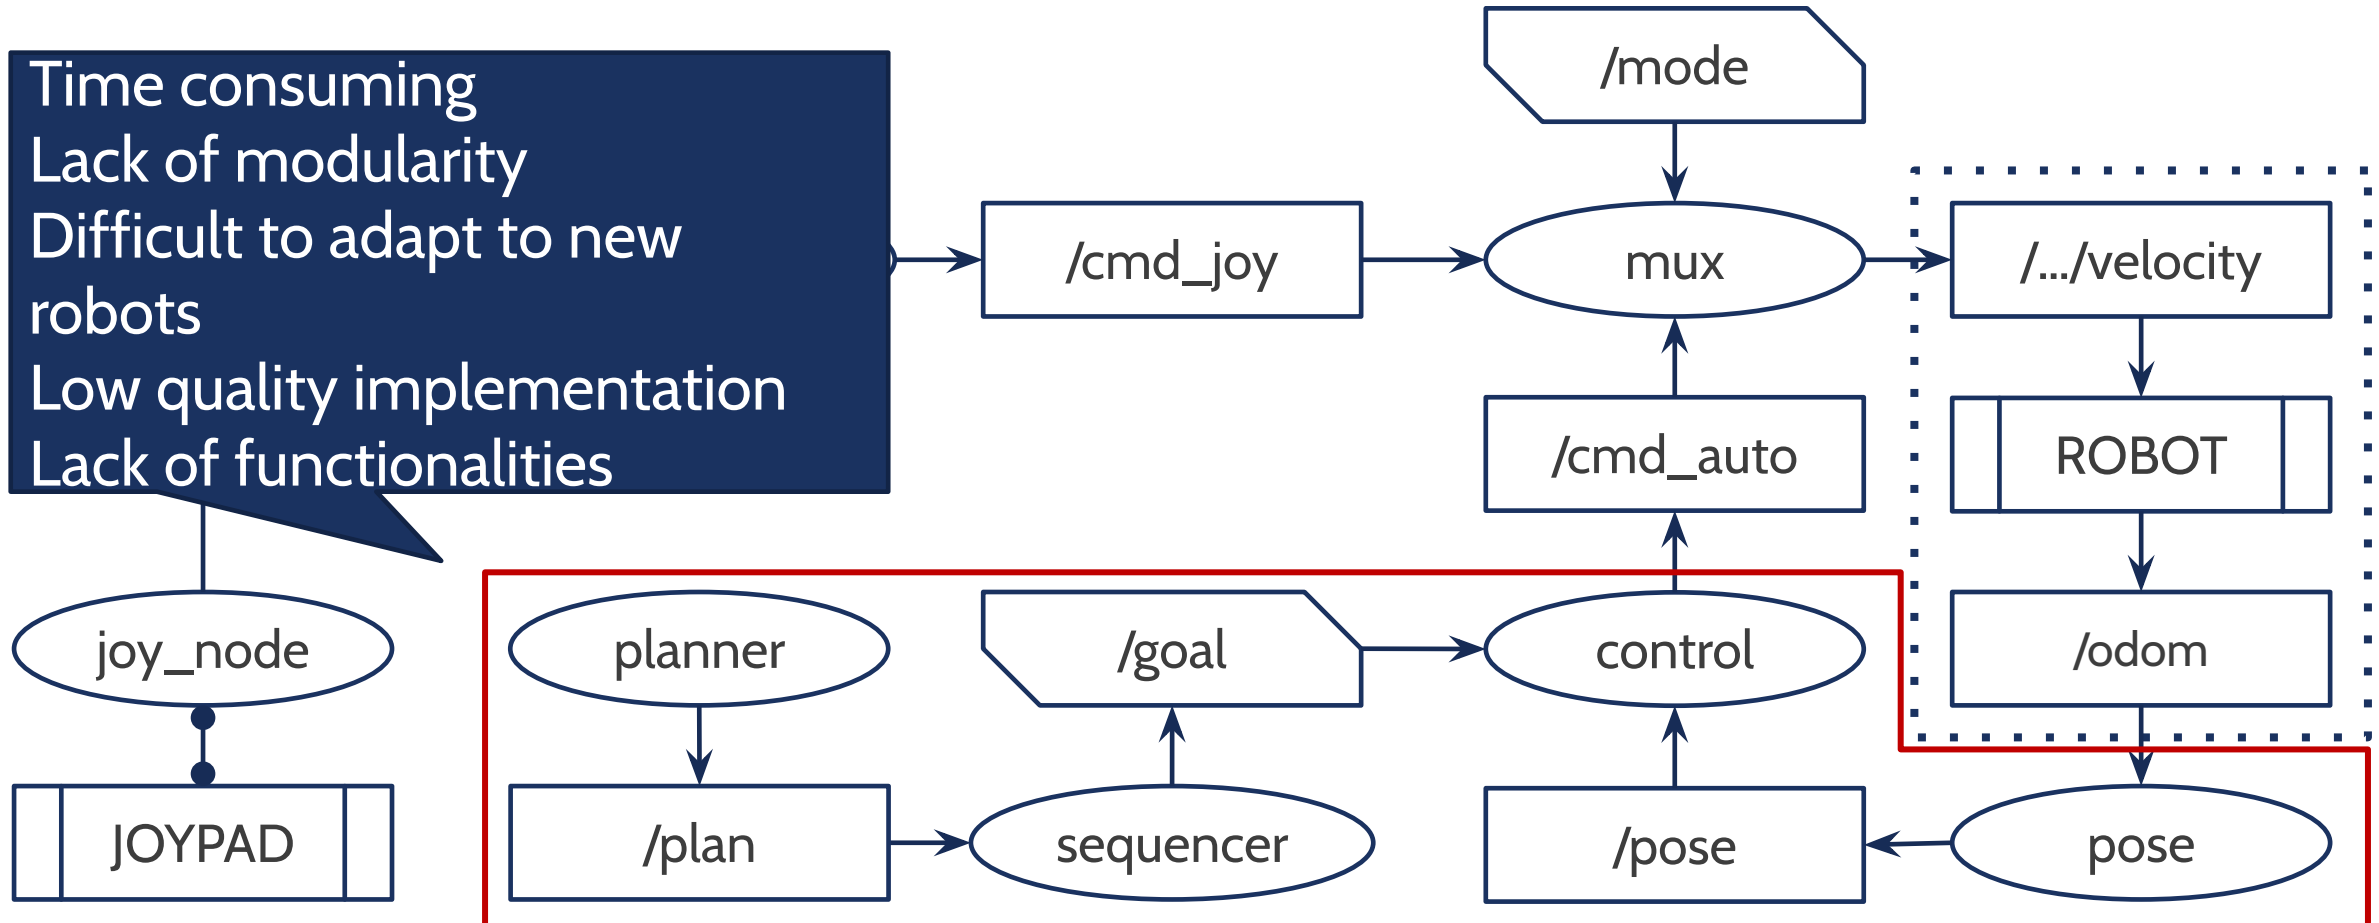 Time consuming
Lack of modularity
Difficult to adapt to new
robots
Low quality implementation
Lack of functionalities
/mode
/cmd_joy
mux
/.../velocity
/cmd_auto
ROBOT
joy_node
planner
/goal
control
/odom
JOYPAD
/plan
sequencer
/pose
pose